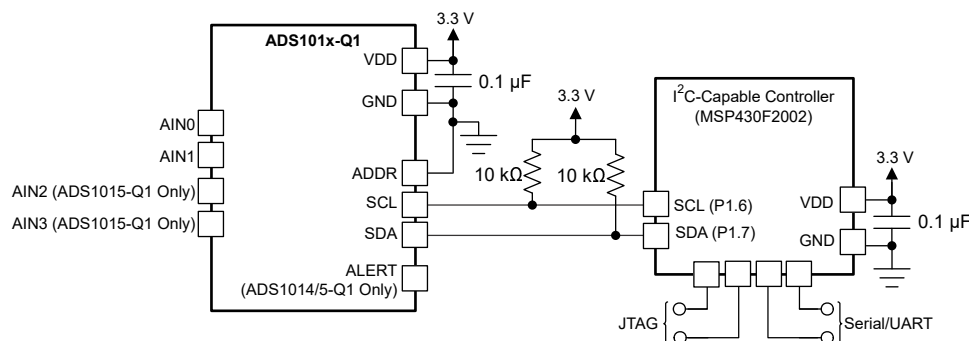 3.3 V
ADS101x-Q1
VDD
0.1 µF
GND
3.3 V
I²C-Capable Controller
(MSP430F2002)
AIN0
AIN1
3.3 V
ADDR
10 kΩ
10 kΩ
AIN2 (ADS1015-Q1 Only)
SCL
SCL (P1.6)
VDD
AIN3 (ADS1015-Q1 Only)
0.1 µF
SDA
SDA (P1.7)
GND
ALERT
(ADS1014/5-Q1 Only)
JTAG
Serial/UART